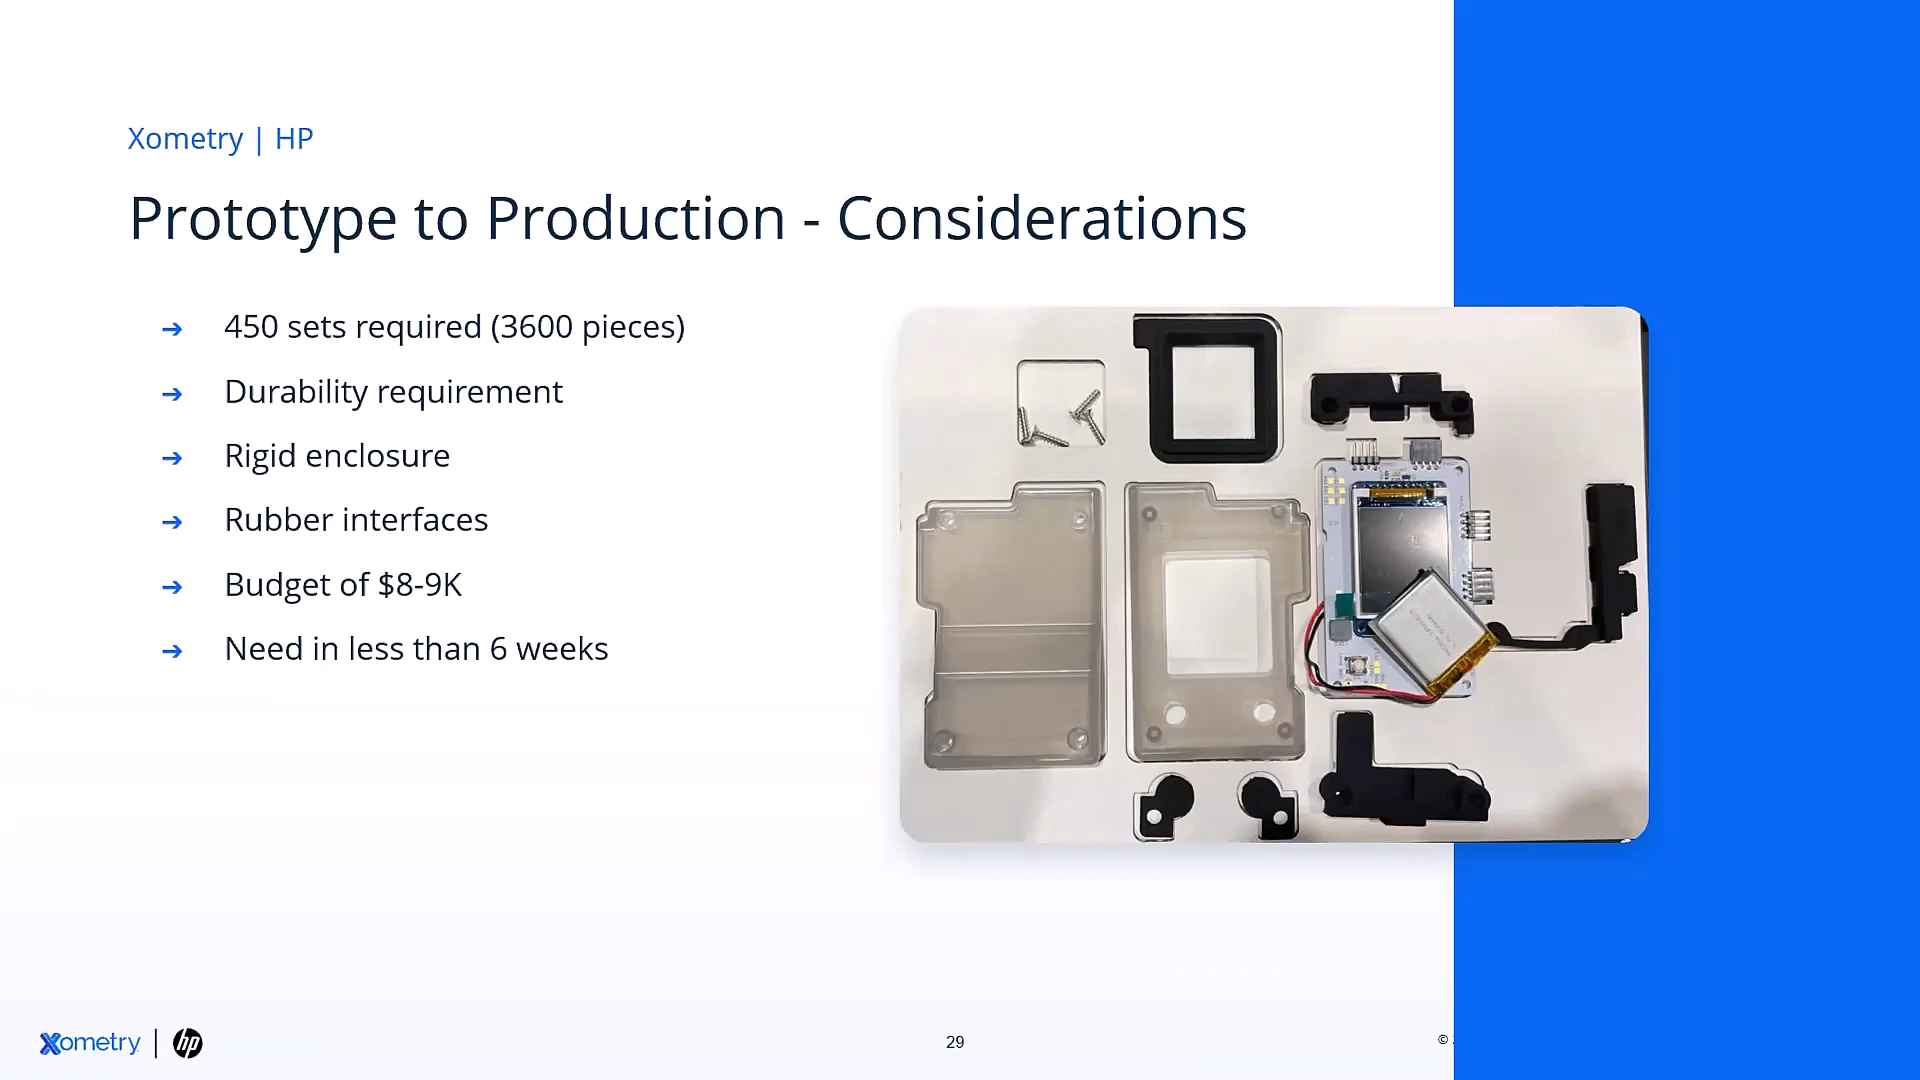 Xometry | HP
Prototype to Production - Considerations
➔ 450 sets required (3600 pieces)
➔ Durability requirement
➔ Rigid enclosure
➔ Rubber interfaces
➔ Budget of $8-9K
➔ Need in less than 6 weeks
Xometry | hp
29
©